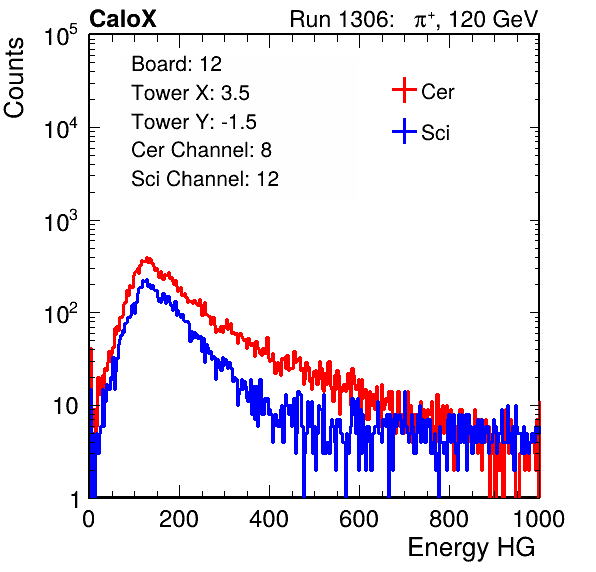 CaloX Run 1306: π⁺, 120 GeV
Counts
10⁵
10⁴
10³
10²
10
1
Board: 12
Tower X: 3.5
Tower Y: -1.5
Cer Channel: 8
Sci Channel: 12
Cer
Sci
0 200 400 600 800 1000
Energy HG